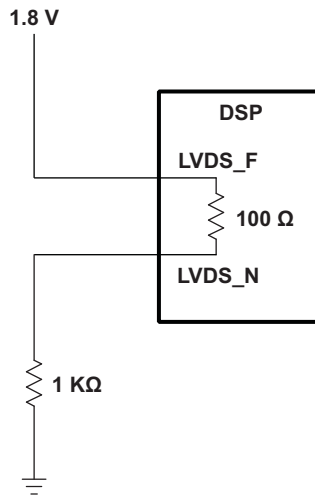 1.8 V
DSP
LVDS_F
100 Ω
LVDS_N
1 KΩ